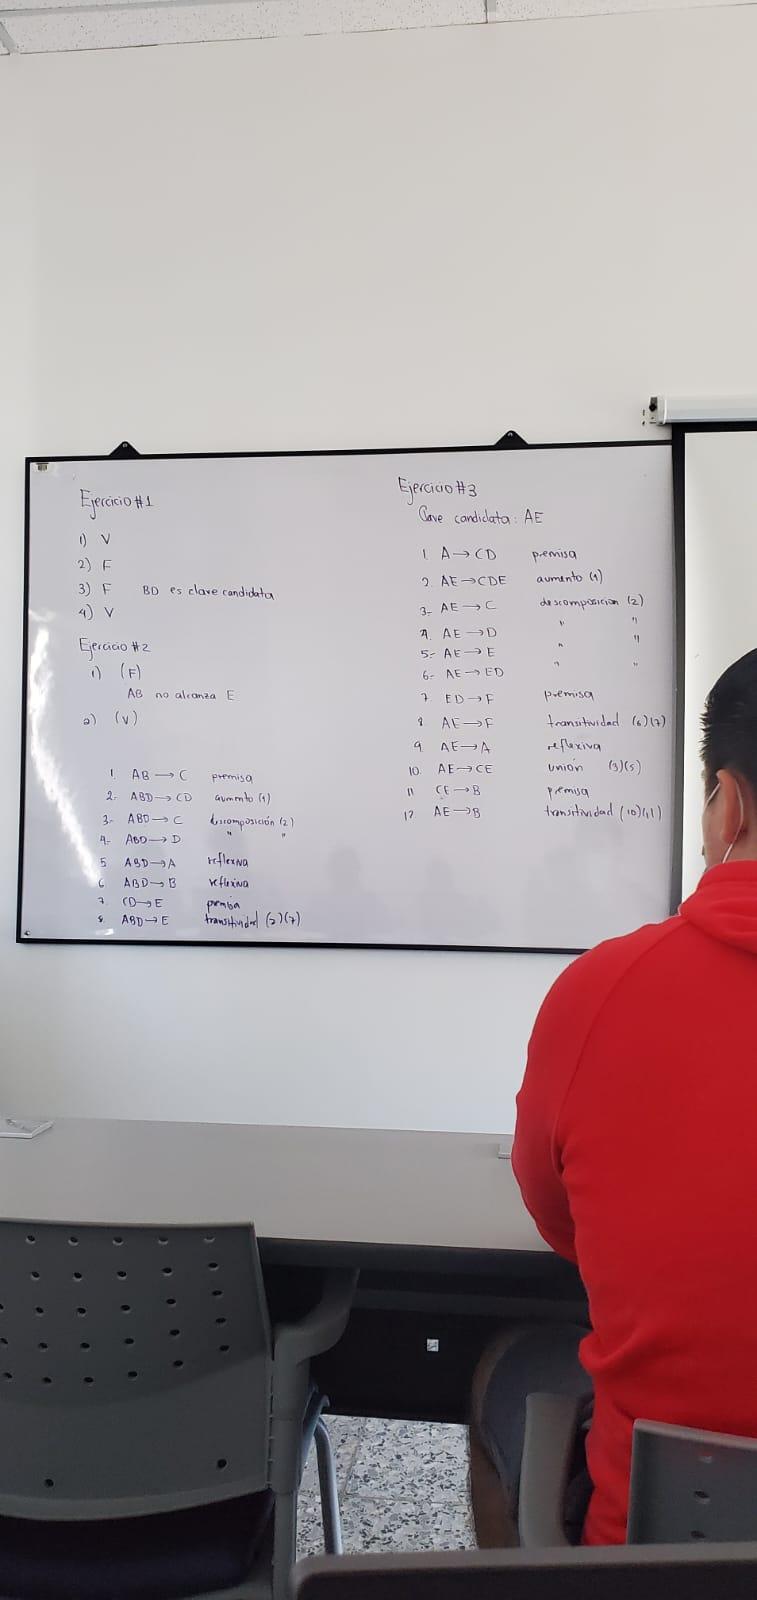 Ejercicio #1
1) V
2) F
3) F BD es clave candidata
4) V
Ejercicio #2
1) (F)
AB no alcanza E
2) (V)
1. AB → C premisa
2.- ABD → CD aumento (1)
3.- ABD → C descomposición (2)
4.- ABD → D " "
5 ABD → A reflexiva
6 ABD → B reflexiva
7. CD → E premisa
8. ABD → E transitividad (2)(7)
Ejercicio #3
Clave candidata: AE
1. A → CD premisa
2. AE → CDE aumento (1)
3.- AE → C descomposicion (2)
4. AE → D " "
5.- AE → E " "
6.- AE → ED " "
7 ED → F premisa
8 AE → F transitividad (6)(7)
9. AE → A reflexiva
10. AE → CE unión (3)(5)
11 CE → B premisa
12. AE → B transitividad (10)(11)